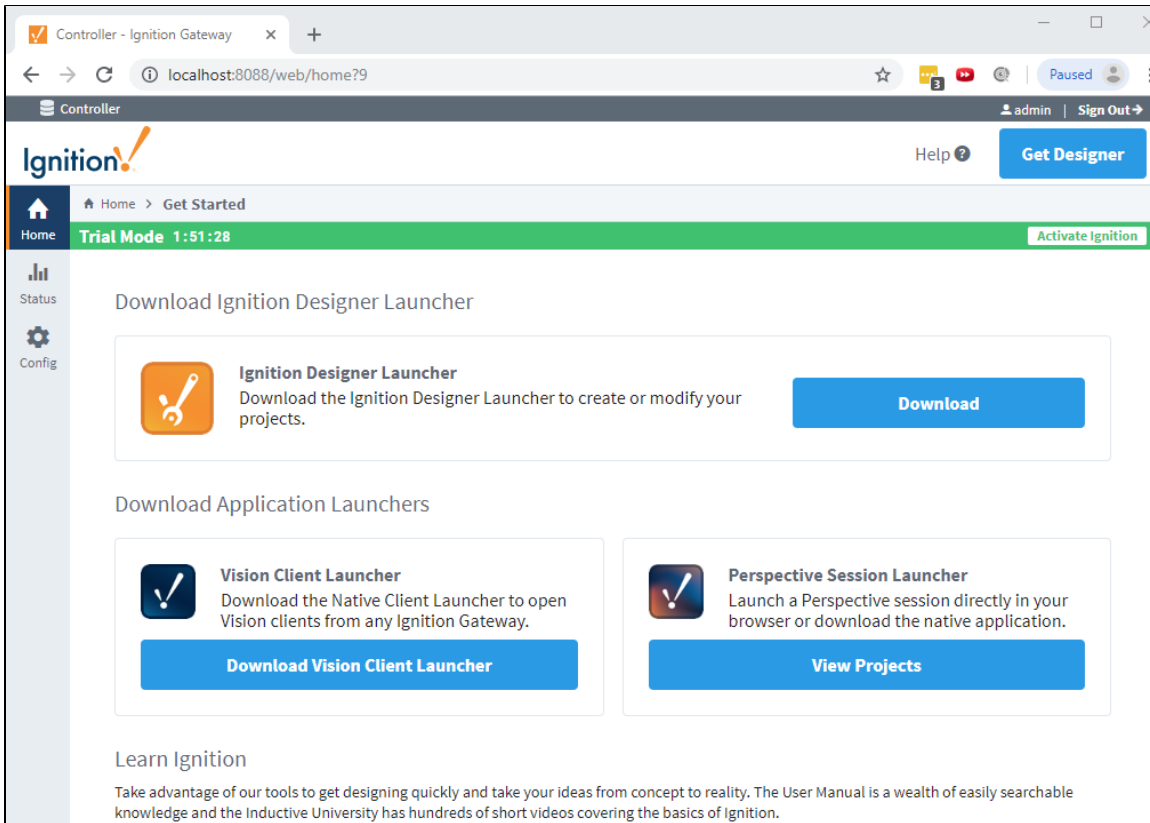 Controller - Ignition Gateway
localhost:8088/web/home?9
3
Paused
Controller
admin | Sign Out
Ignition
Help ?
Get Designer
Home > Get Started
Home
Trial Mode 1:51:28
Activate Ignition
Status
Config
Download Ignition Designer Launcher
Ignition Designer Launcher
Download the Ignition Designer Launcher to create or modify your
projects.
Download
Download Application Launchers
Vision Client Launcher
Download the Native Client Launcher to open
Vision clients from any Ignition Gateway.
Download Vision Client Launcher
Perspective Session Launcher
Launch a Perspective session directly in your
browser or download the native application.
View Projects
Learn Ignition
Take advantage of our tools to get designing quickly and take your ideas from concept to reality. The User Manual is a wealth of easily searchable
knowledge and the Inductive University has hundreds of short videos covering the basics of Ignition.